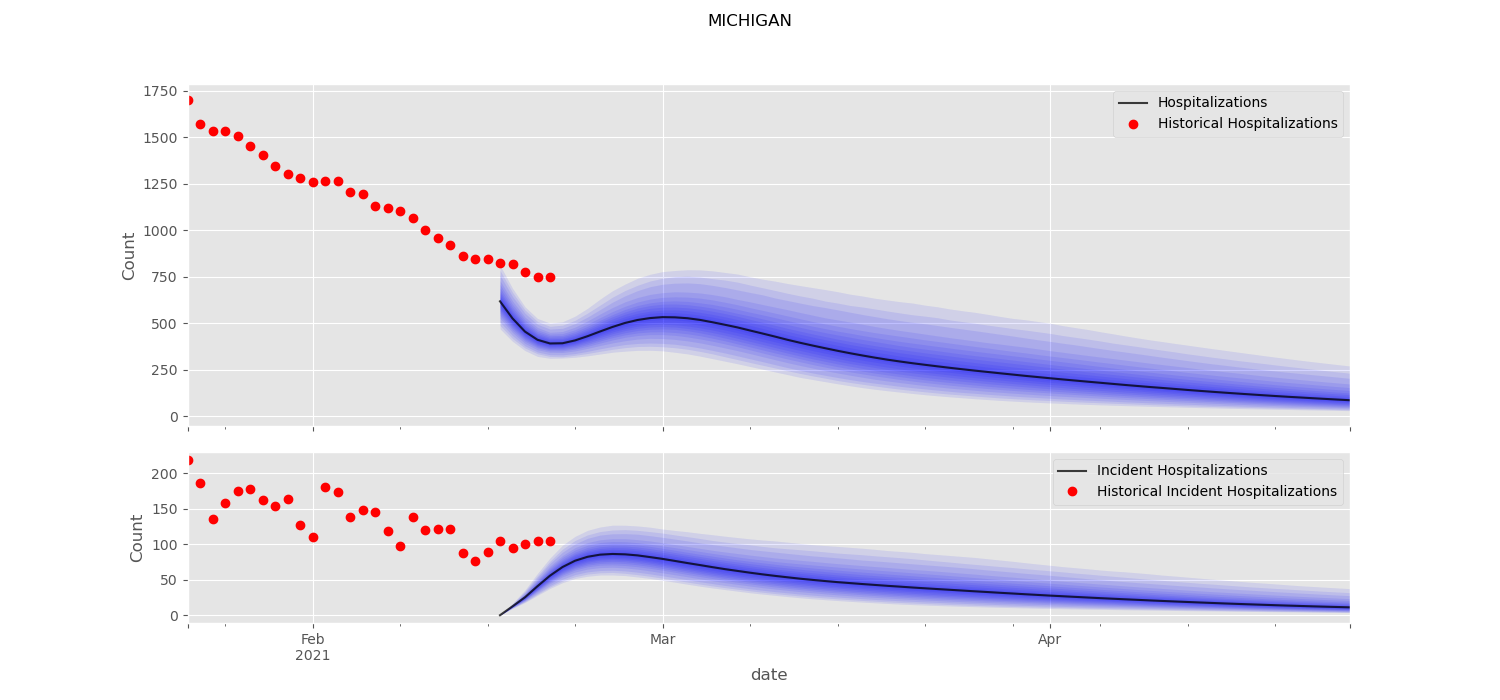 MICHIGAN
1750
1500
1250
1000
750
500
250
0
Count
Hospitalizations
Historical Hospitalizations
200
150
100
50
0
Count
Incident Hospitalizations
Historical Incident Hospitalizations
Feb
2021
Mar
Apr
date